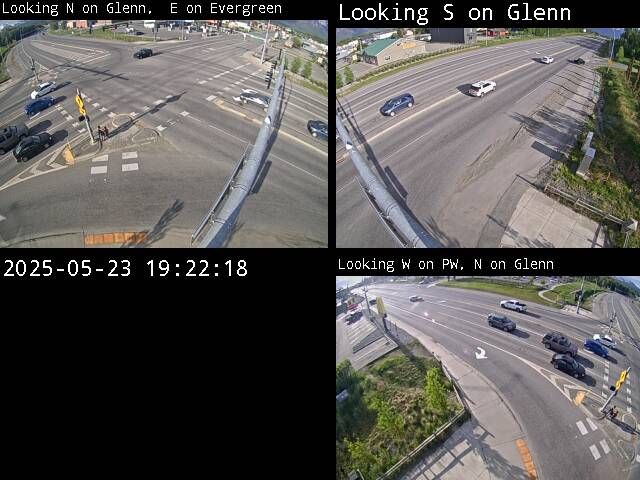 Looking N on Glenn, E on Evergreen
Looking S on Glenn
2025-05-23 19:22:18
Looking W on PW, N on Glenn